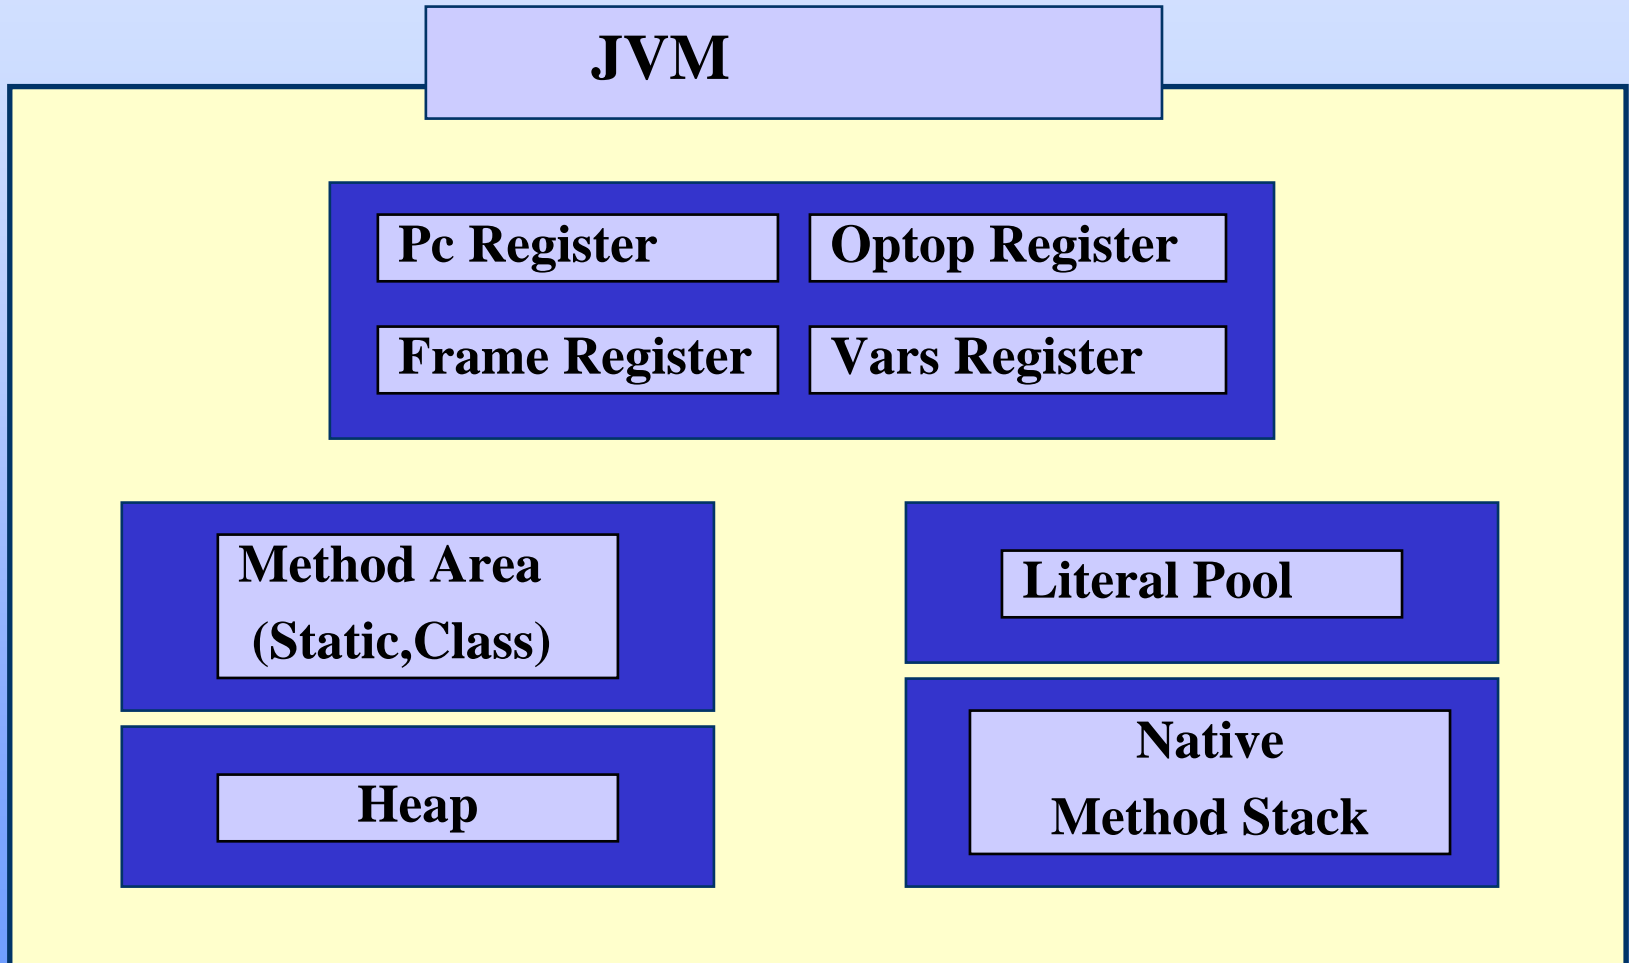 JVM
Pc Register
Optop Register
Frame Register
Vars Register
Method Area
(Static,Class)
Literal Pool
Heap
Native
Method Stack